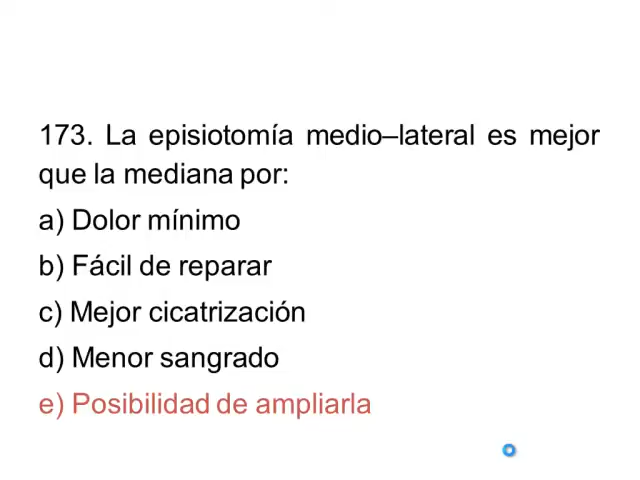 173. La episiotomía medio–lateral es mejor
que la mediana por:
a) Dolor mínimo
b) Fácil de reparar
c) Mejor cicatrización
d) Menor sangrado
e) Posibilidad de ampliarla